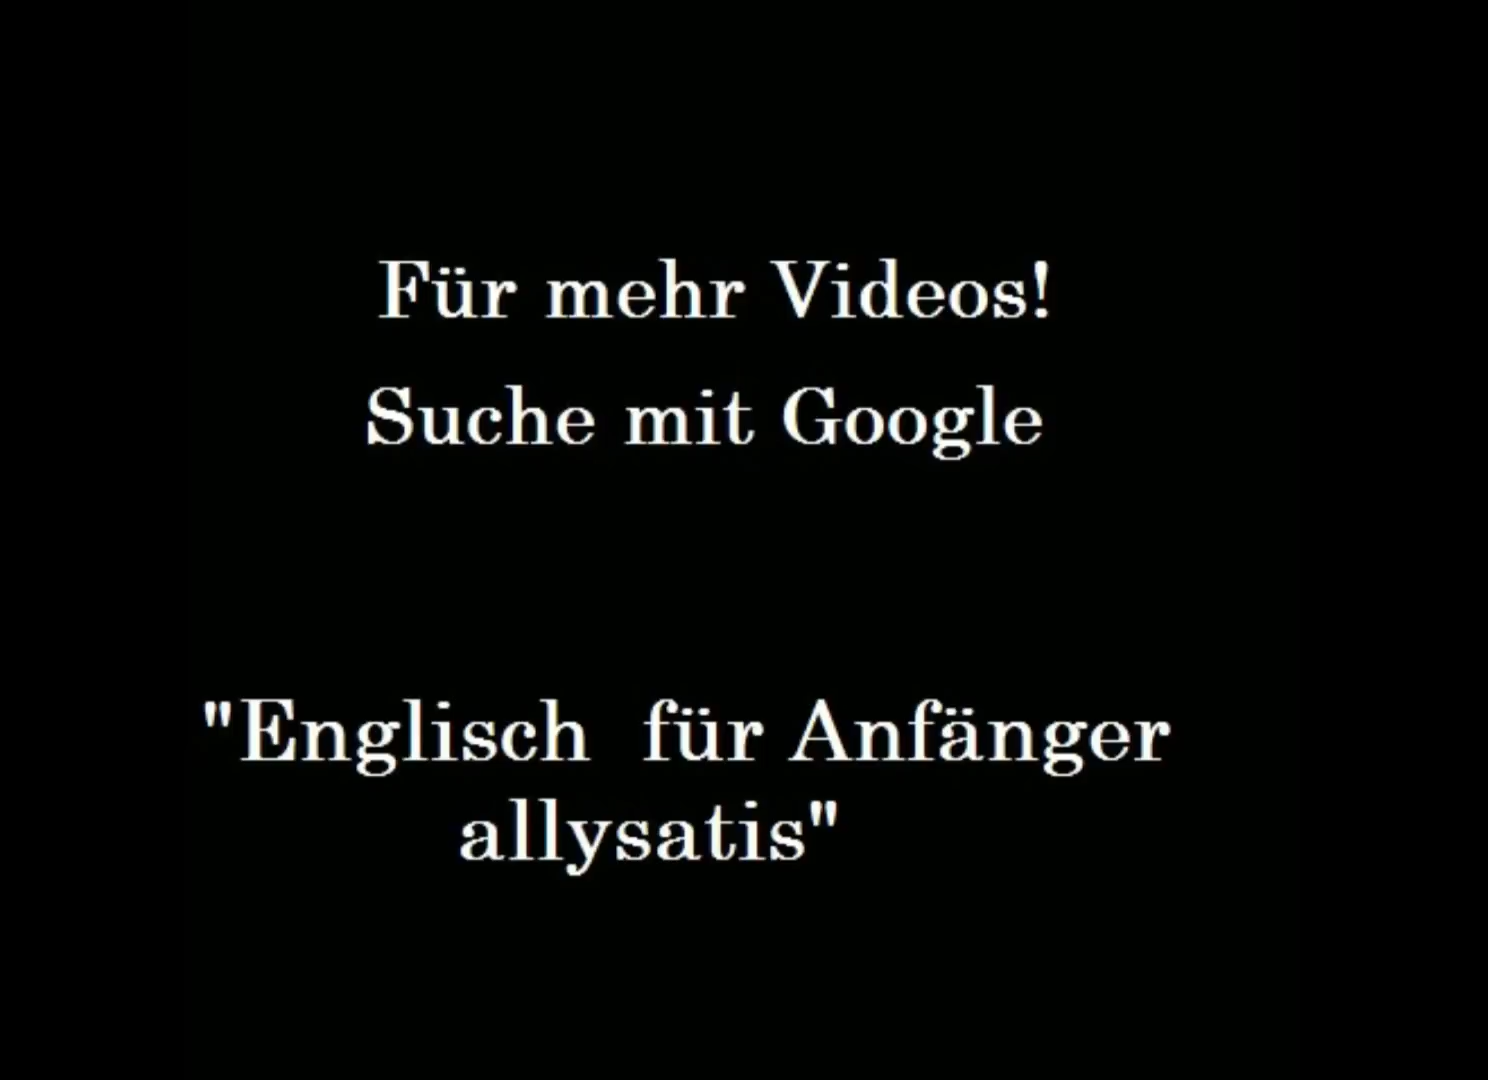 Für mehr Videos!
Suche mit Google
"Englisch für Anfänger
allysatis"